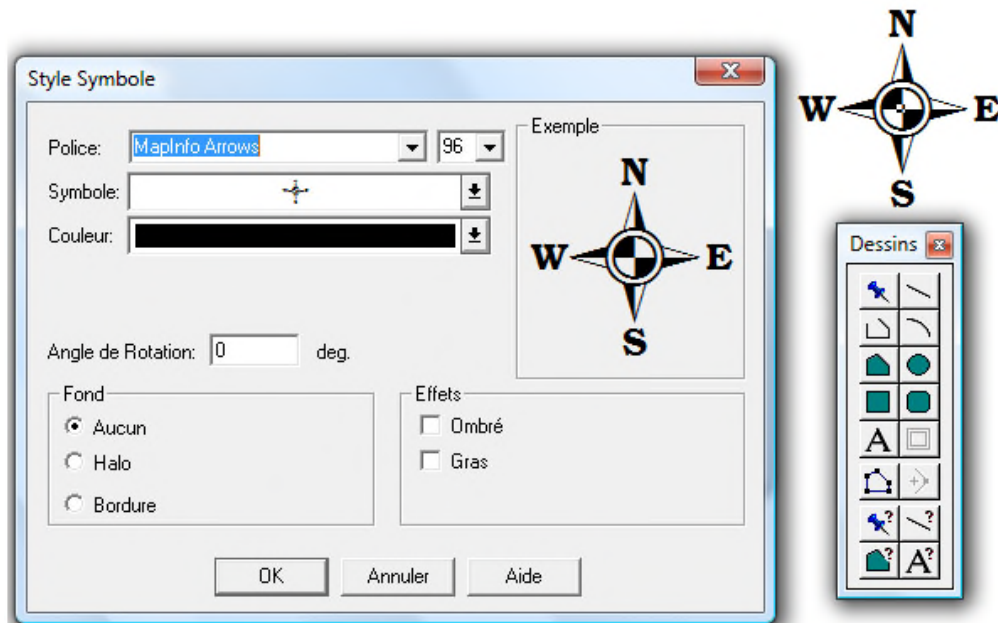 Style Symbole
Police: MapInfo Arrows 96
Symbole:
Couleur:
Angle de Rotation: 0 deg.
Exemple
N
W E
S
Fond
Aucun
Halo
Bordure
Effets
Ombré
Gras
OK Annuler Aide
N
W E
S
Dessins
A
?
?
?
A?